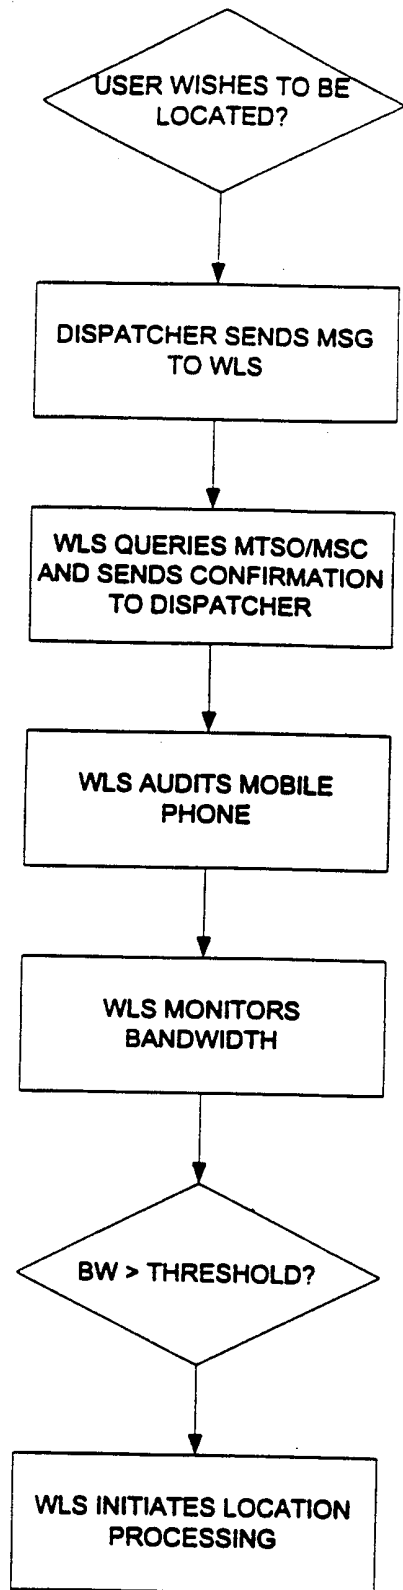 USER WISHES TO BE
LOCATED?
DISPATCHER SENDS MSG
TO WLS
WLS QUERIES MTSO/MSC
AND SENDS CONFIRMATION
TO DISPATCHER
WLS AUDITS MOBILE
PHONE
WLS MONITORS
BANDWIDTH
BW > THRESHOLD?
WLS INITIATES LOCATION
PROCESSING